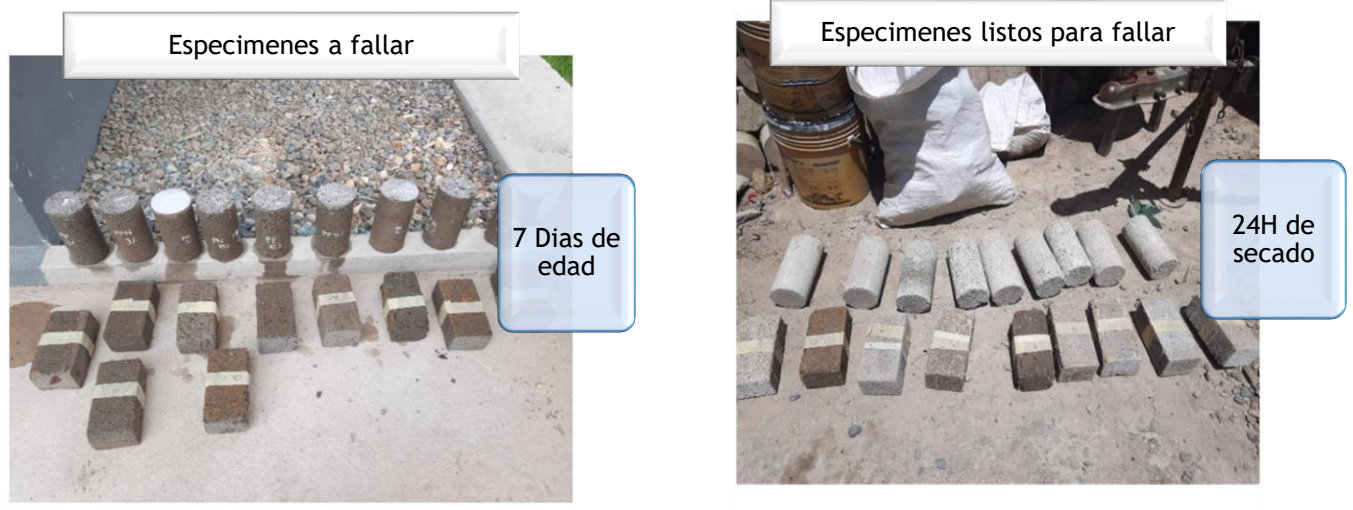 Especimenes a fallar
7 Dias de
edad
Especimenes listos para fallar
24H de
secado